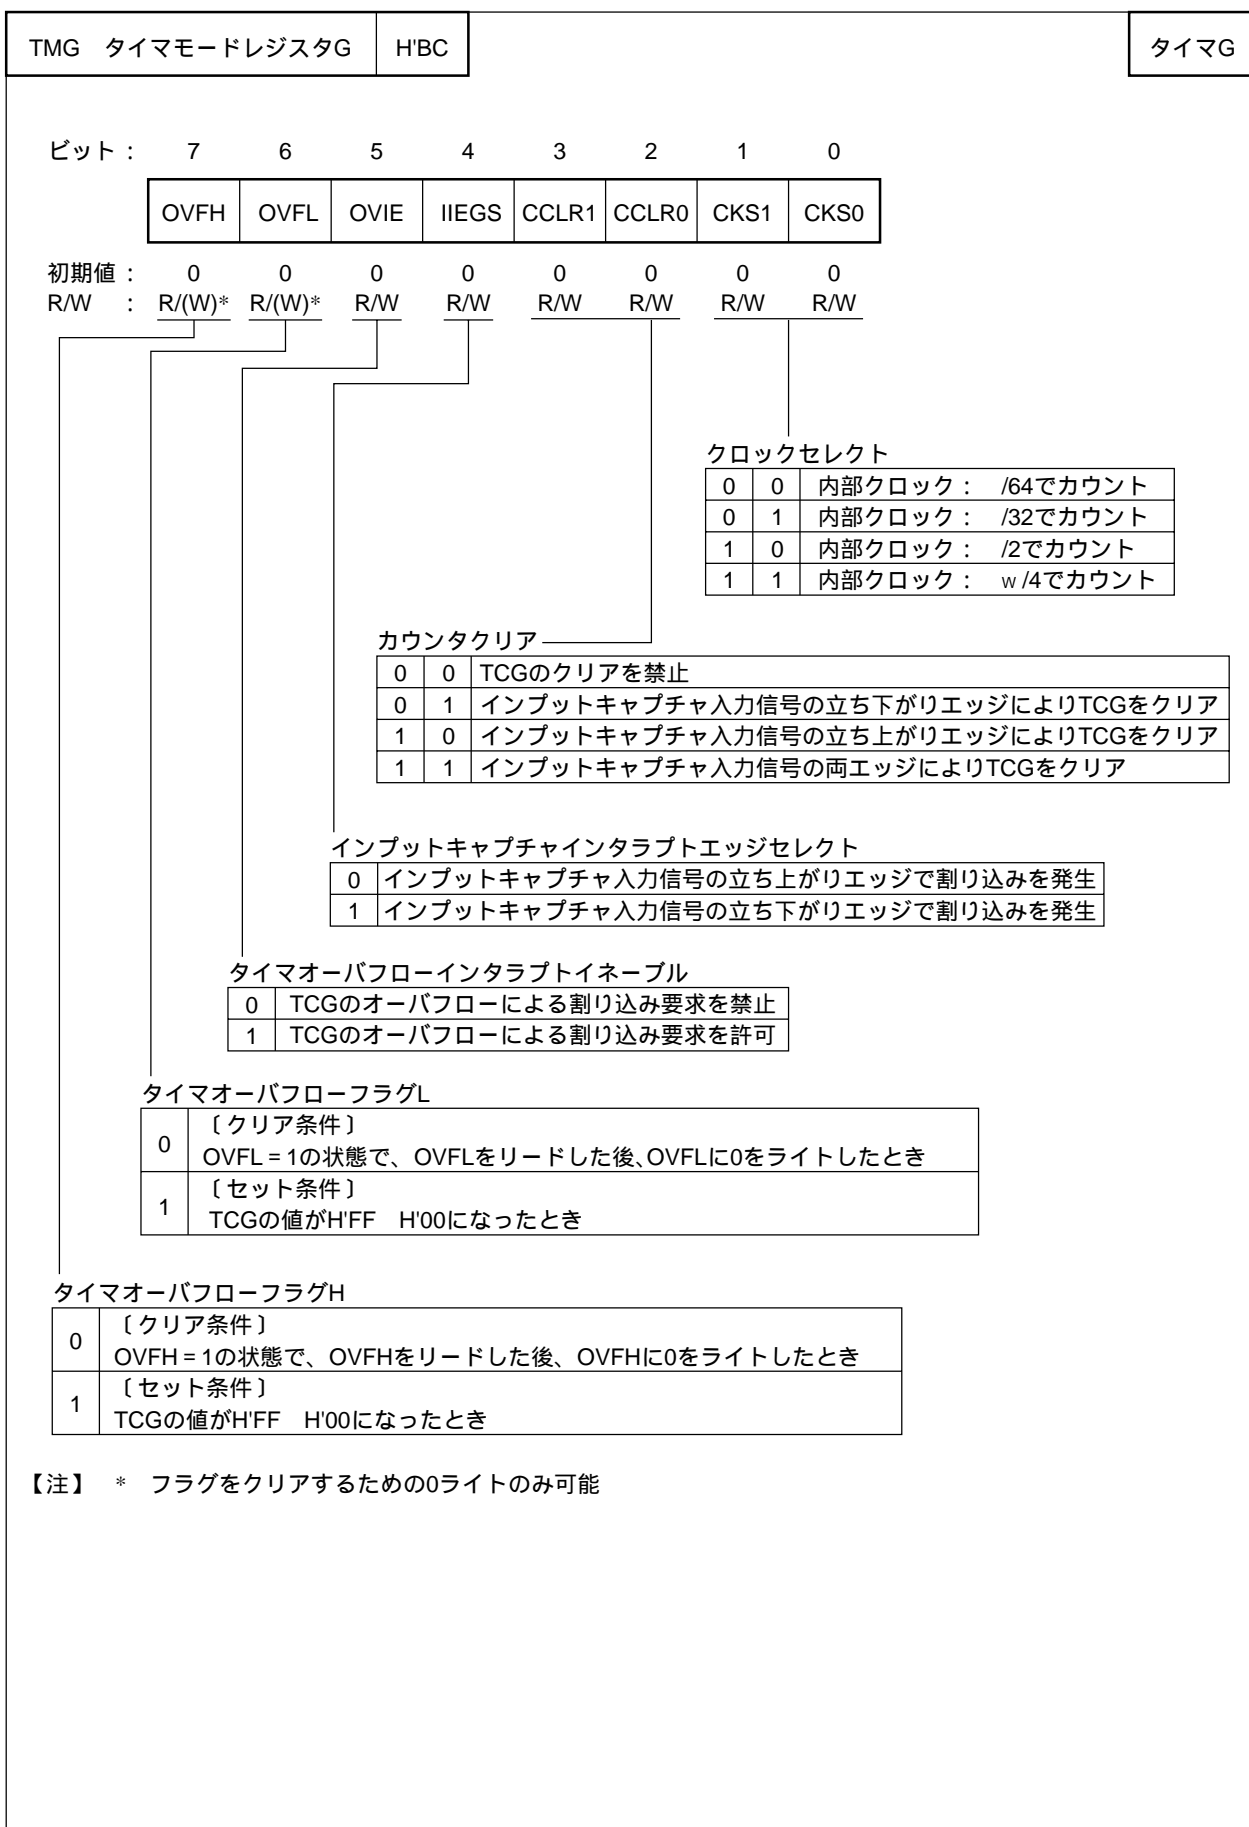 TMG　タイマモードレジスタG　H'BC　タイマG
ビット：　7　6　5　4　3　2　1　0
OVFH　OVFL　OVIE　IIEGS　CCLR1　CCLR0　CKS1　CKS0
初期値：　0　0　0　0　0　0　0　0
R/W　：　R/(W)*　R/(W)*　R/W　R/W　R/W　R/W　R/W　R/W
クロックセレクト
0　0　内部クロック：　/64でカウント
0　1　内部クロック：　/32でカウント
1　0　内部クロック：　/2でカウント
1　1　内部クロック：　w /4でカウント
カウンタクリア
0　0　TCGのクリアを禁止
0　1　インプットキャプチャ入力信号の立ち下がりエッジによりTCGをクリア
1　0　インプットキャプチャ入力信号の立ち上がりエッジによりTCGをクリア
1　1　インプットキャプチャ入力信号の両エッジによりTCGをクリア
インプットキャプチャインタラプトエッジセレクト
0　インプットキャプチャ入力信号の立ち上がりエッジで割り込みを発生
1　インプットキャプチャ入力信号の立ち下がりエッジで割り込みを発生
タイマオーバフローインタラプトイネーブル
0　TCGのオーバフローによる割り込み要求を禁止
1　TCGのオーバフローによる割り込み要求を許可
タイマオーバフローフラグL
0　〔クリア条件〕
OVFL = 1の状態で、OVFLをリードした後、OVFLに0をライトしたとき
1　〔セット条件〕
TCGの値がH'FF　H'00になったとき
タイマオーバフローフラグH
0　〔クリア条件〕
OVFH = 1の状態で、OVFHをリードした後、OVFHに0をライトしたとき
1　〔セット条件〕
TCGの値がH'FF　H'00になったとき
【注】　*　フラグをクリアするための0ライトのみ可能